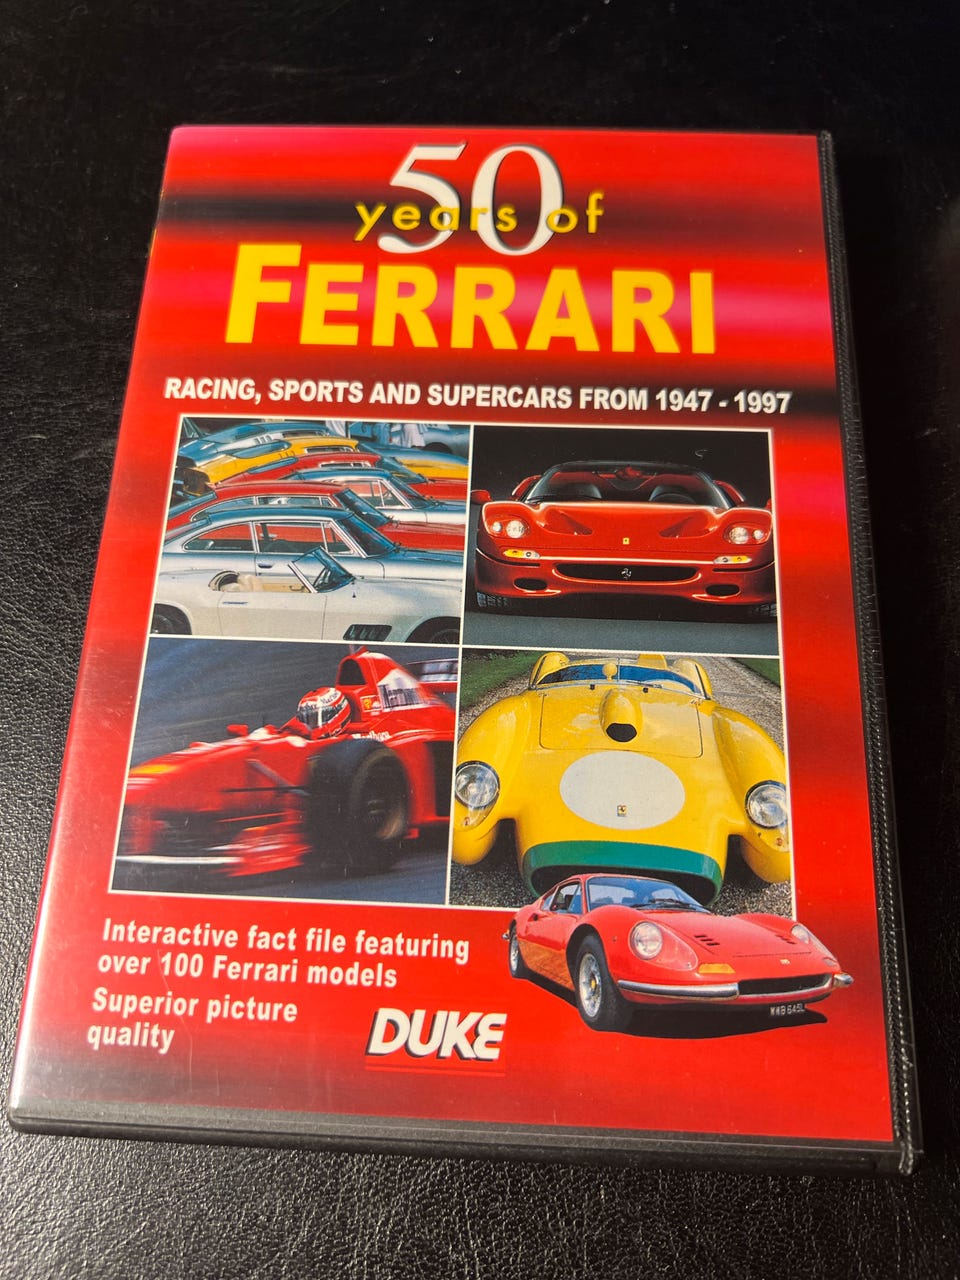 50
years of
FERRARI
RACING, SPORTS AND SUPERCARS FROM 1947 - 1997
Interactive fact file featuring
over 100 Ferrari models
Superior picture
quality
DUKE